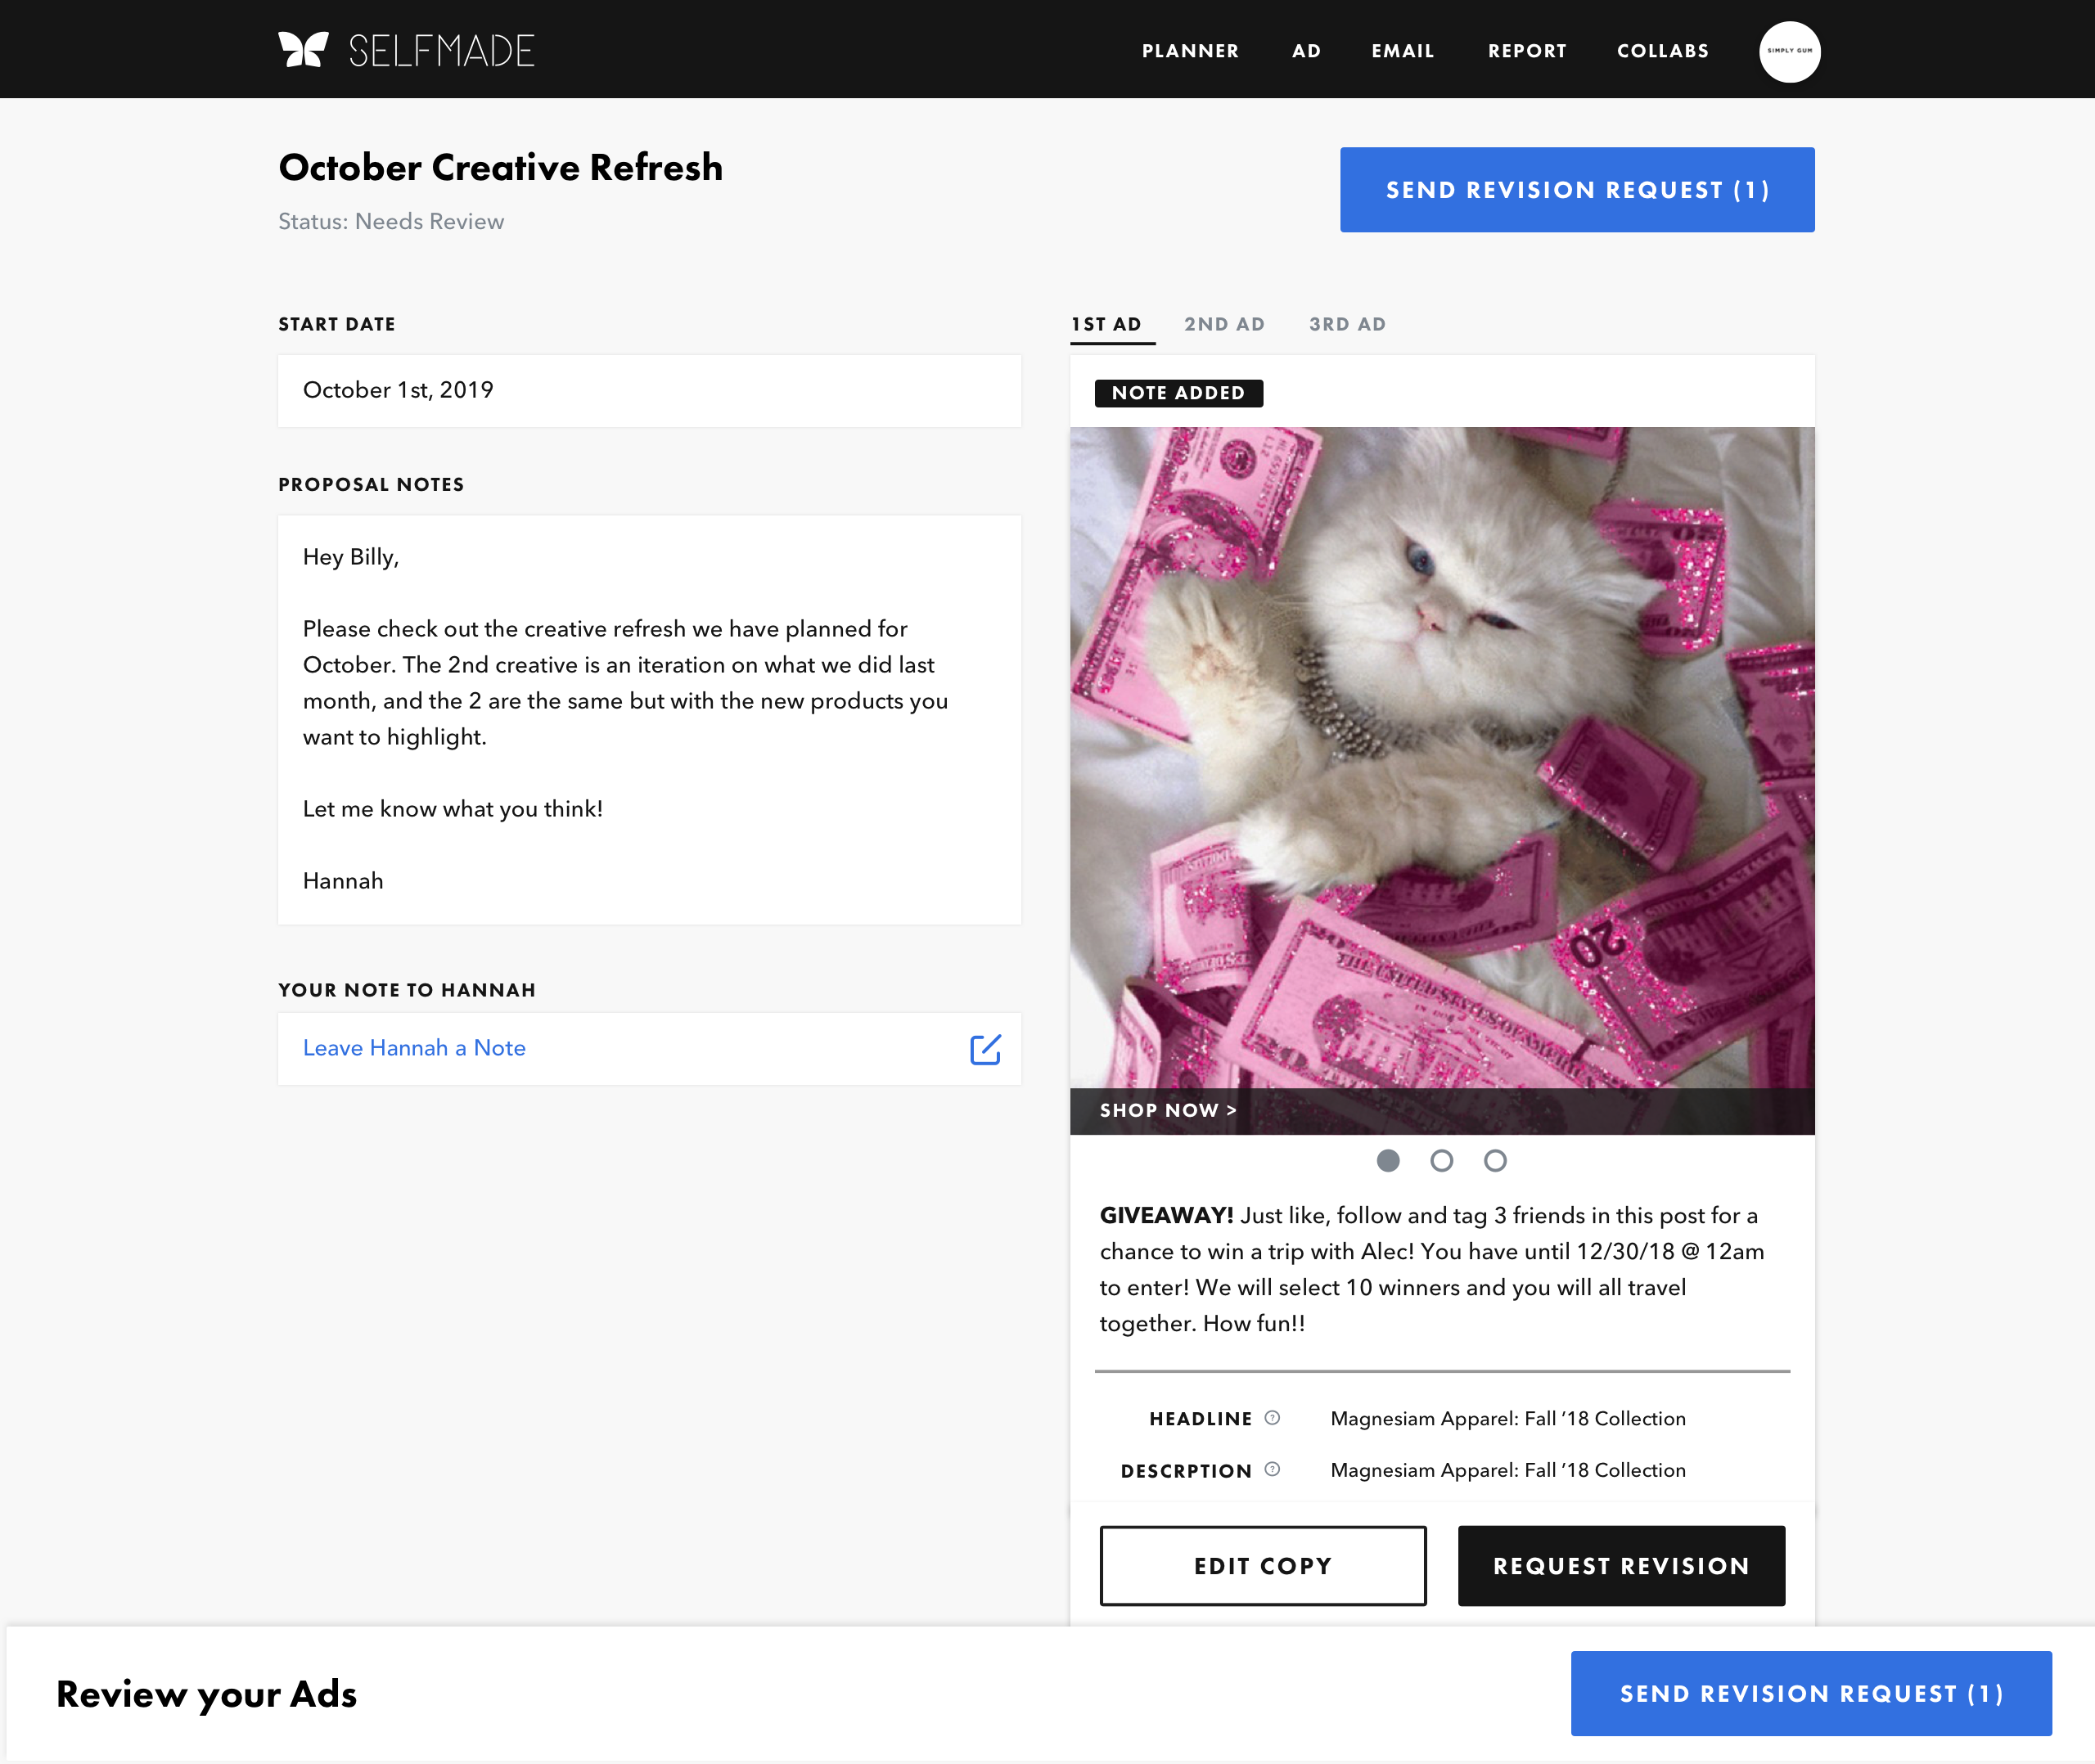 SELFMADE
PLANNER AD EMAIL REPORT COLLABS SIMPLY GUM
October Creative Refresh
Status: Needs Review
SEND REVISION REQUEST (1)
START DATE
October 1st, 2019
PROPOSAL NOTES
Hey Billy,
Please check out the creative refresh we have planned for
October. The 2nd creative is an iteration on what we did last
month, and the 2 are the same but with the new products you
want to highlight.
Let me know what you think!
Hannah
YOUR NOTE TO HANNAH
Leave Hannah a Note
1ST AD 2ND AD 3RD AD
NOTE ADDED
20
THE UNITED STATES OF AMERICA
20
SHOP NOW >
GIVEAWAY! Just like, follow and tag 3 friends in this post for a
chance to win a trip with Alec! You have until 12/30/18 @ 12am
to enter! We will select 10 winners and you will all travel
together. How fun!!
HEADLINE ? Magnesiam Apparel: Fall ’18 Collection
DESCRPTION ? Magnesiam Apparel: Fall ’18 Collection
EDIT COPY REQUEST REVISION
Review your Ads
SEND REVISION REQUEST (1)